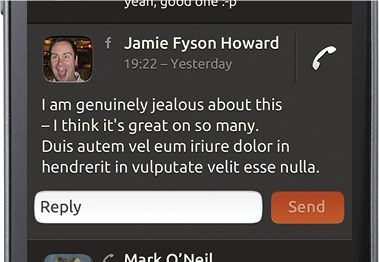 yeah, good one :-p
f Jamie Fyson Howard
19:22 – Yesterday
I am genuinely jealous about this
– I think it's great on so many.
Duis autem vel eum iriure dolor in
hendrerit in vulputate velit esse nulla.
Reply
Send
Mark O'Neil